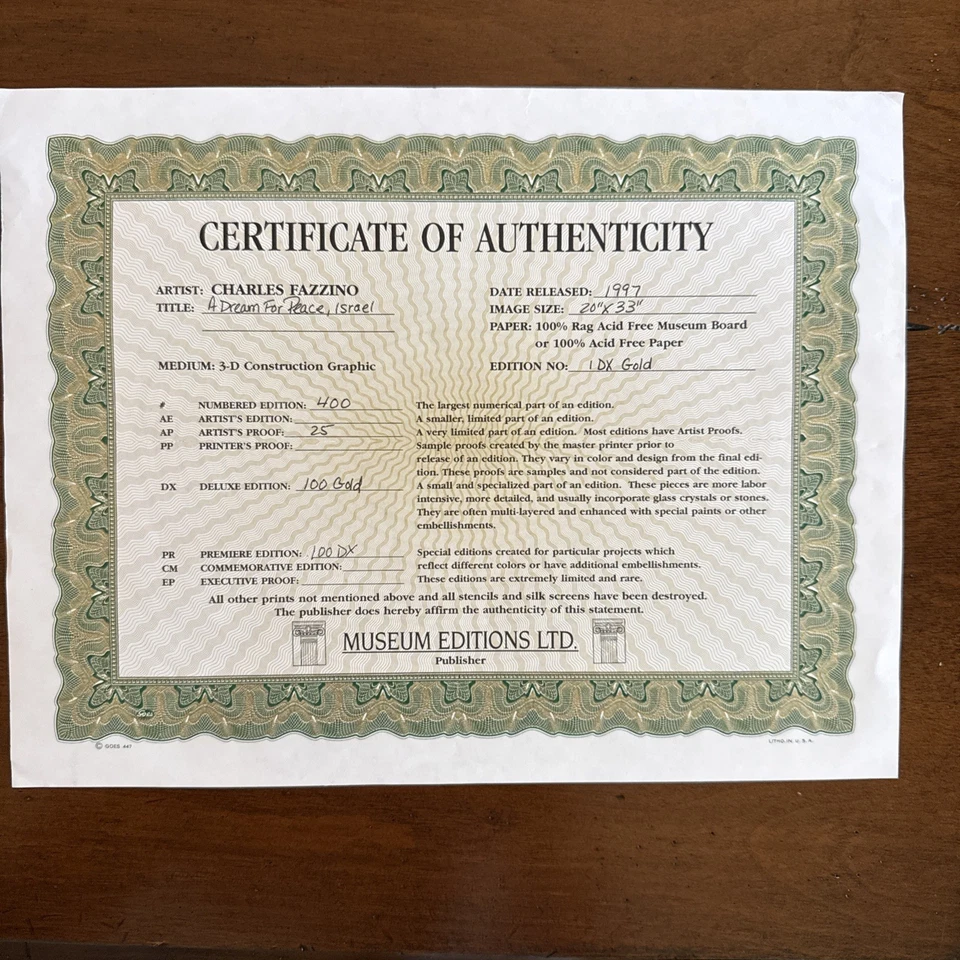 CERTIFICATE OF AUTHENTICITY
ARTIST: CHARLES FAZZINO
TITLE: A Dream For Peace, Israel
DATE RELEASED: 1997
IMAGE SIZE: 20" x 33"
PAPER: 100% Rag Acid Free Museum Board
or 100% Acid Free Paper
MEDIUM: 3-D Construction Graphic
EDITION NO: 1 DX Gold
# NUMBERED EDITION: 400 The largest numerical part of an edition.
AE ARTIST'S EDITION: A smaller, limited part of an edition.
AP ARTIST'S PROOF: 25 A very limited part of an edition. Most editions have Artist Proofs.
PP PRINTER'S PROOF: Sample proofs created by the master printer prior to
release of an edition. They vary in color and design from the final edi-
tion. These proofs are samples and not considered part of the edition.
DX DELUXE EDITION: 100 Gold A small and specialized part of an edition. These pieces are more labor
intensive, more detailed, and usually incorporate glass crystals or stones.
They are often multi-layered and enhanced with special paints or other
embellishments.
PR PREMIERE EDITION: 100 DX Special editions created for particular projects which
CM COMMEMORATIVE EDITION: reflect different colors or have additional embellishments.
EP EXECUTIVE PROOF: These editions are extremely limited and rare.
All other prints not mentioned above and all stencils and silk screens have been destroyed.
The publisher does hereby affirm the authenticity of this statement.
MUSEUM EDITIONS LTD.
Publisher
GOES
© GOES 447
LITHO. IN U.S.A.